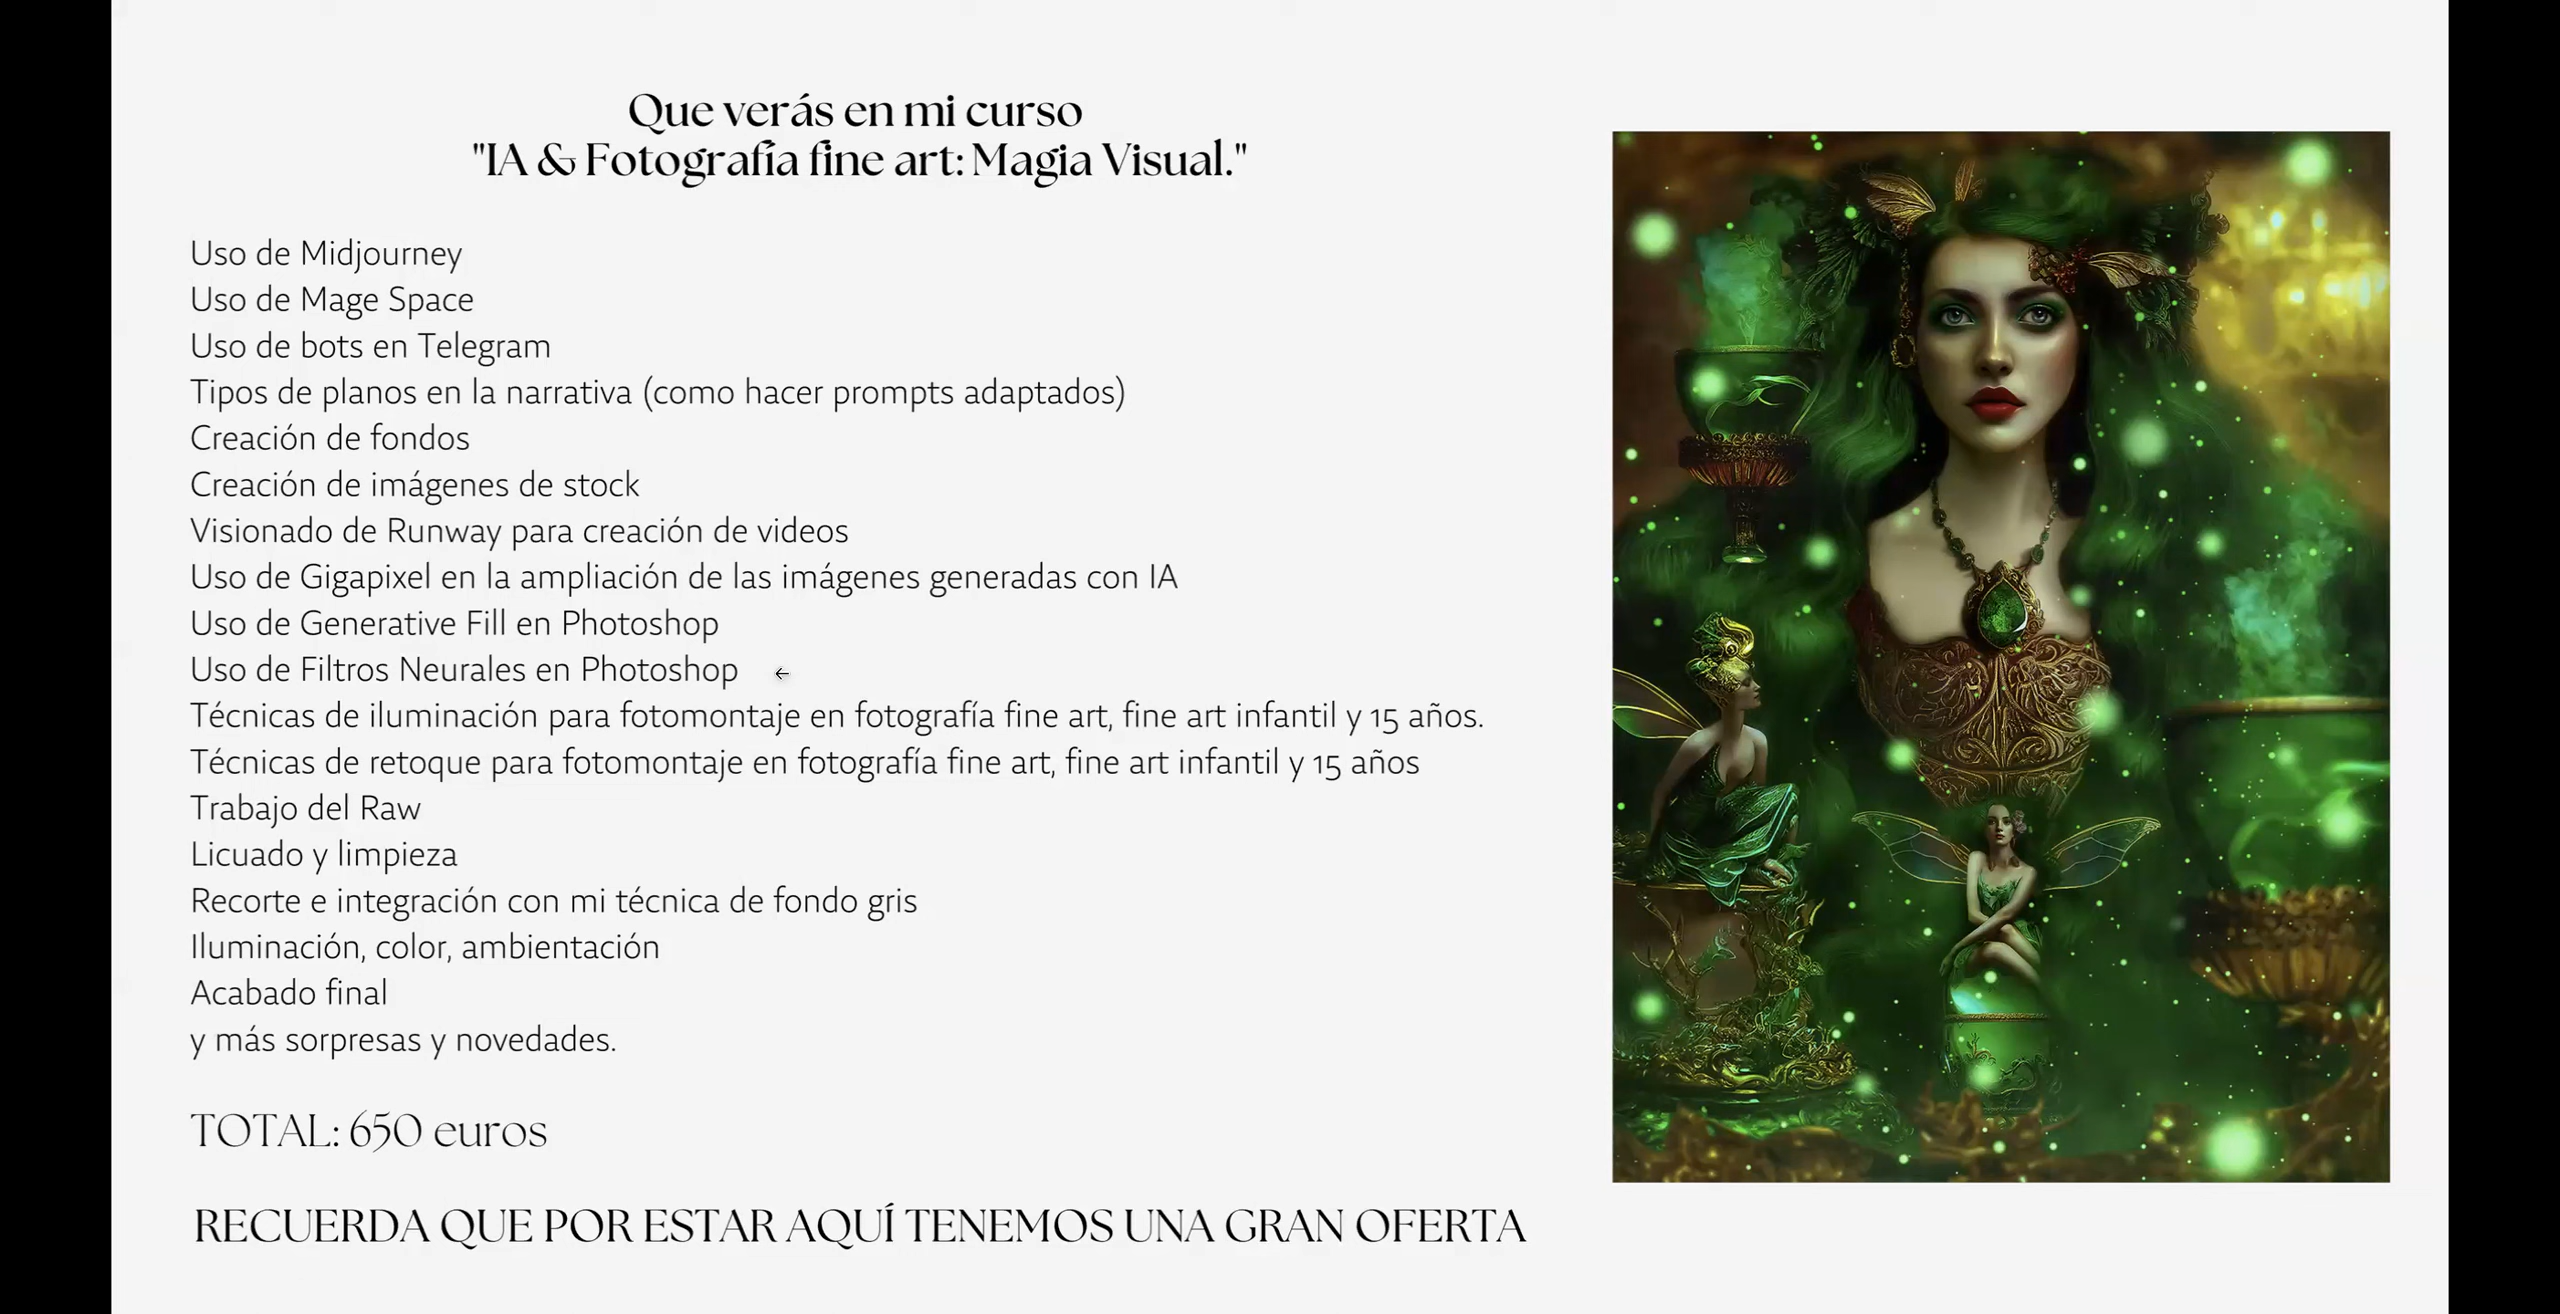 Que verás en mi curso
"IA & Fotografía fine art: Magia Visual."
Uso de Midjourney
Uso de Mage Space
Uso de bots en Telegram
Tipos de planos en la narrativa (como hacer prompts adaptados)
Creación de fondos
Creación de imágenes de stock
Visionado de Runway para creación de videos
Uso de Gigapixel en la ampliación de las imágenes generadas con IA
Uso de Generative Fill en Photoshop
Uso de Filtros Neurales en Photoshop
Técnicas de iluminación para fotomontaje en fotografía fine art, fine art infantil y 15 años.
Técnicas de retoque para fotomontaje en fotografía fine art, fine art infantil y 15 años
Trabajo del Raw
Licuado y limpieza
Recorte e integración con mi técnica de fondo gris
Iluminación, color, ambientación
Acabado final
y más sorpresas y novedades.
TOTAL: 650 euros
RECUERDA QUE POR ESTAR AQUÍ TENEMOS UNA GRAN OFERTA